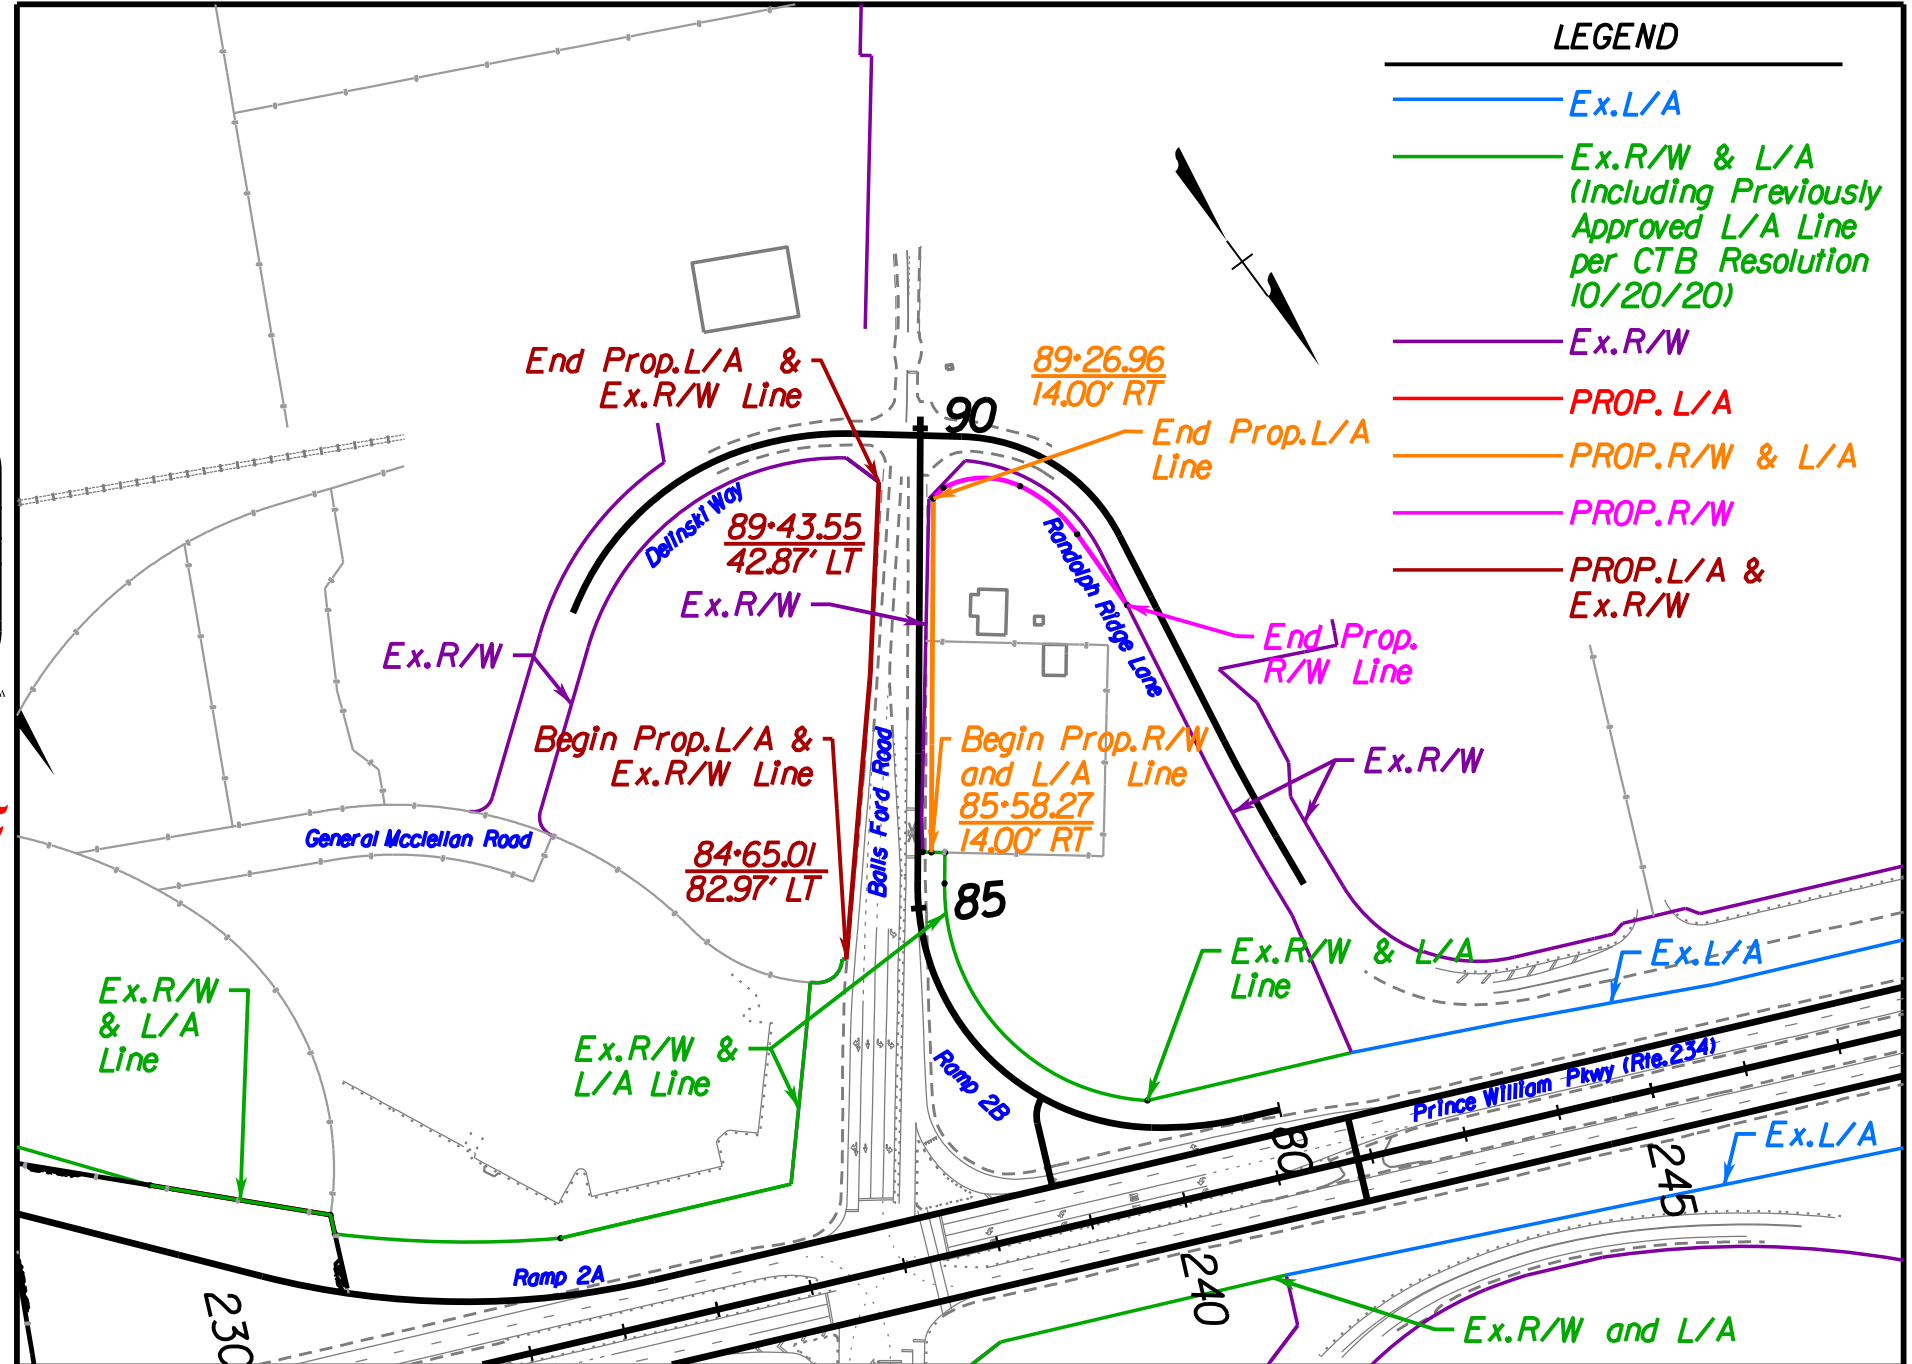 LEGEND
Ex.L/A
Ex.R/W & L/A
(Including Previously
Approved L/A Line
per CTB Resolution
10/20/20)
Ex.R/W
PROP. L/A
PROP.R/W & L/A
PROP.R/W
PROP.L/A &
Ex.R/W
End Prop.L/A &
Ex.R/W Line
89+26.96
14.00' RT
90
End Prop.L/A
Line
Delinski Way
89+43.55
42.87' LT
Ex.R/W
Ex.R/W
Randolph Ridge Lane
End Prop.
R/W Line
Begin Prop.L/A &
Ex.R/W Line
Balls Ford Road
Begin Prop.R/W
and L/A Line
85+58.27
14.00' RT
Ex.R/W
General Mcclellan Road
84+65.01
82.97' LT
85
Ex.R/W
& L/A
Line
Ex.R/W &
L/A Line
Ex.R/W & L/A
Line
Ex.L/A
Ramp 2B
Prince William Pkwy (Rte.234)
80
Ex.L/A
245
Ramp 2A
240
230
Ex.R/W and L/A